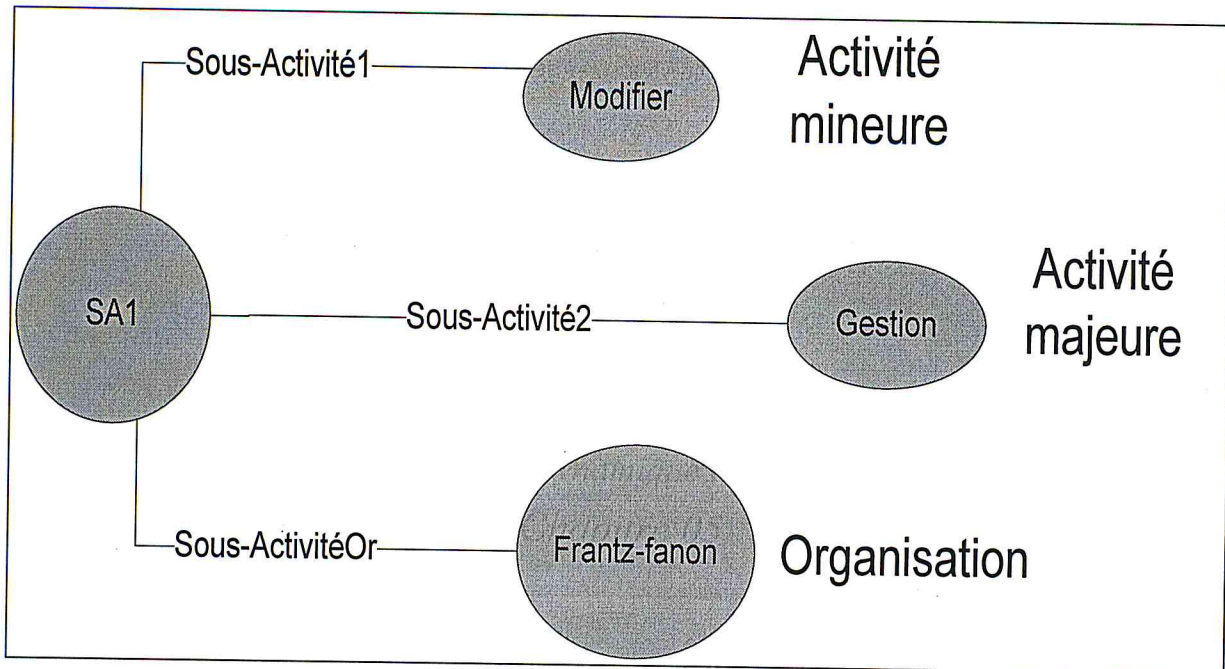 Sous-Activité1
Modifier
Activité
mineure
SA1
Sous-Activité2
Gestion
Activité
majeure
Sous-ActivitéOr
Frantz-fanon
Organisation